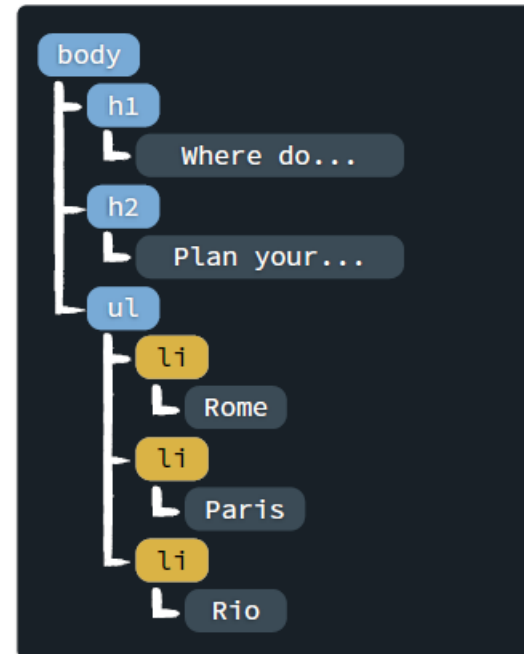 body
h1
Where do...
h2
Plan your...
ul
li
Rome
li
Paris
li
Rio